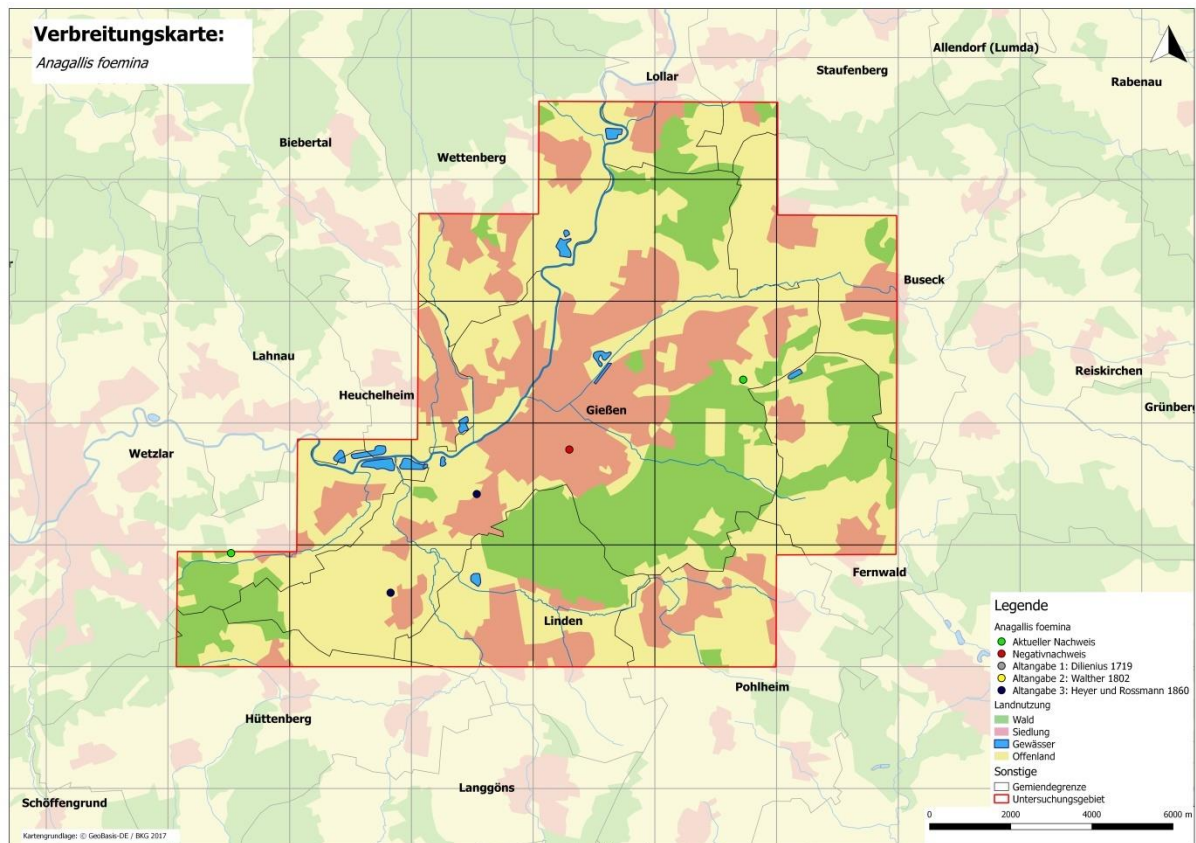 Verbreitungskarte:
Anagallis foemina
Allendorf (Lumda)
Lollar
Staufenberg
Rabenau
Biebertal
Wettenberg
Buseck
Lahnau
Reiskirchen
Heuchelheim
Gießen
Grünberg
Wetzlar
Fernwald
Linden
Pohlheim
Hüttenberg
Langgöns
Schöffengrund
Legende
Anagallis foemina
Aktueller Nachweis
Negativnachweis
Altangabe 1: Dilienius 1719
Altangabe 2: Walther 1802
Altangabe 3: Heyer und Rossmann 1860
Landnutzung
Wald
Siedlung
Gewässer
Offenland
Sonstige
Gemiendegrenze
Untersuchungsgebiet
0 2000 4000 6000 m
Kartengrundlage: © GeoBasis-DE / BKG 2017